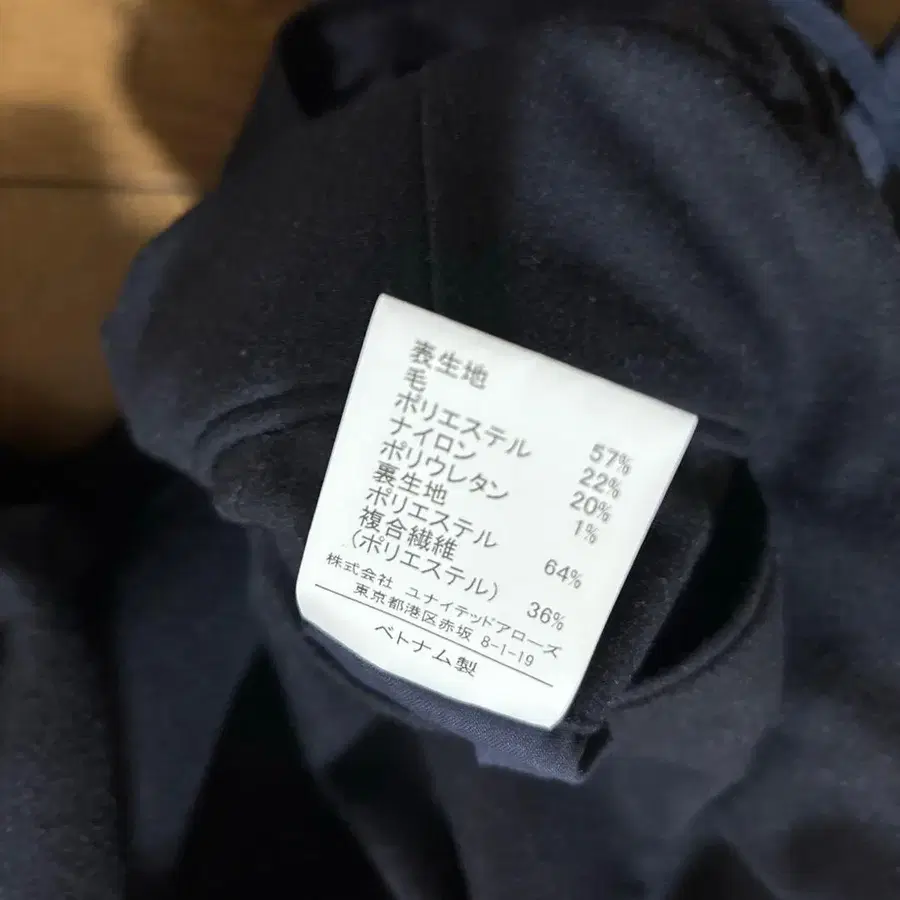 表生地
毛 57%
ポリエステル 22%
ナイロン 20%
ポリウレタン 1%
裏生地
ポリエステル 64%
複合繊維
(ポリエステル) 36%
株式会社 ユナイテッドアローズ
東京都港区赤坂 8-1-19
ベトナム製